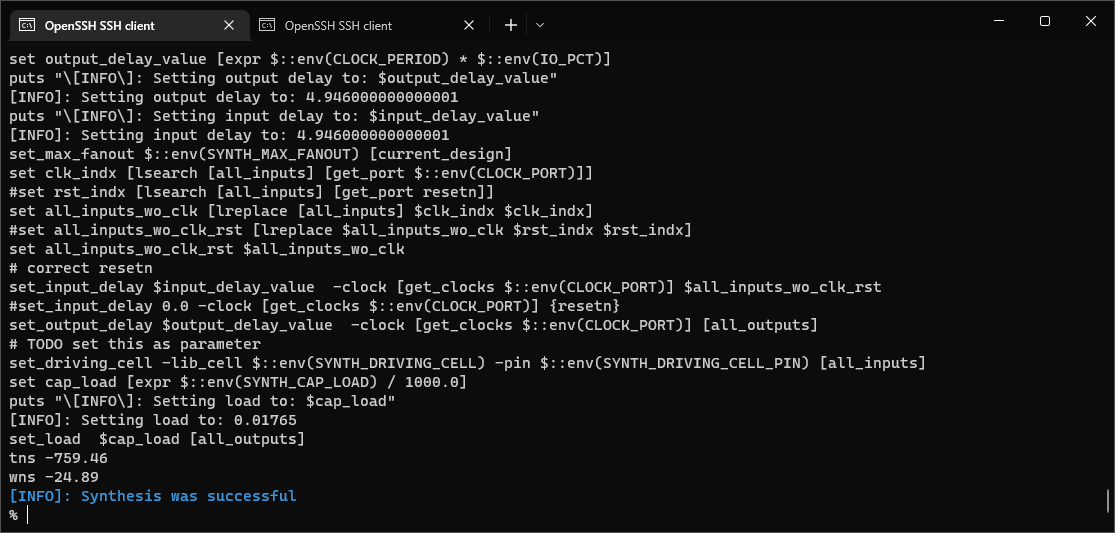 OpenSSH SSH client
OpenSSH SSH client
set output_delay_value [expr $::env(CLOCK_PERIOD) * $::env(IO_PCT)]
puts "\[INFO\]: Setting output delay to: $output_delay_value"
[INFO]: Setting output delay to: 4.946000000000001
puts "\[INFO\]: Setting input delay to: $input_delay_value"
[INFO]: Setting input delay to: 4.946000000000001
set_max_fanout $::env(SYNTH_MAX_FANOUT) [current_design]
set clk_indx [lsearch [all_inputs] [get_port $::env(CLOCK_PORT)]]
#set rst_indx [lsearch [all_inputs] [get_port resetn]]
set all_inputs_wo_clk [lreplace [all_inputs] $clk_indx $clk_indx]
#set all_inputs_wo_clk_rst [lreplace $all_inputs_wo_clk $rst_indx $rst_indx]
set all_inputs_wo_clk_rst $all_inputs_wo_clk
# correct resetn
set_input_delay $input_delay_value  -clock [get_clocks $::env(CLOCK_PORT)] $all_inputs_wo_clk_rst
#set_input_delay 0.0 -clock [get_clocks $::env(CLOCK_PORT)] {resetn}
set_output_delay $output_delay_value  -clock [get_clocks $::env(CLOCK_PORT)] [all_outputs]
# TODO set this as parameter
set_driving_cell -lib_cell $::env(SYNTH_DRIVING_CELL) -pin $::env(SYNTH_DRIVING_CELL_PIN) [all_inputs]
set cap_load [expr $::env(SYNTH_CAP_LOAD) / 1000.0]
puts "\[INFO\]: Setting load to: $cap_load"
[INFO]: Setting load to: 0.01765
set_load  $cap_load [all_outputs]
tns -759.46
wns -24.89
[INFO]: Synthesis was successful
%